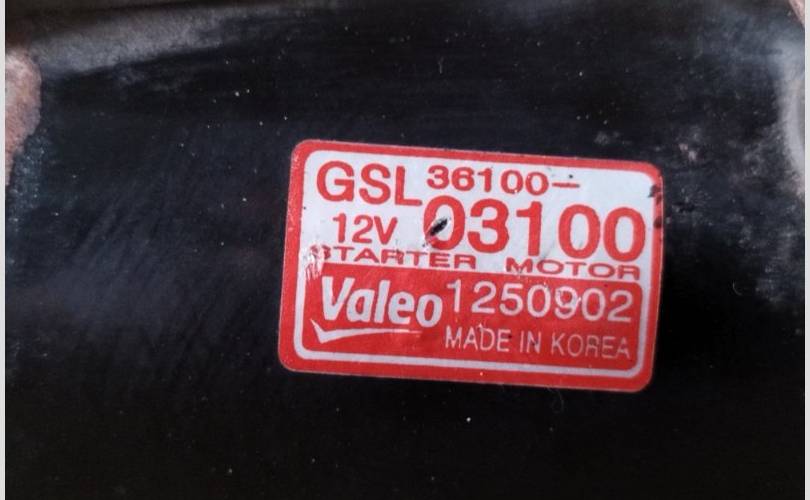 GSL 36100-
12V 03100
STARTER MOTOR
Valeo 1250902
MADE IN KOREA